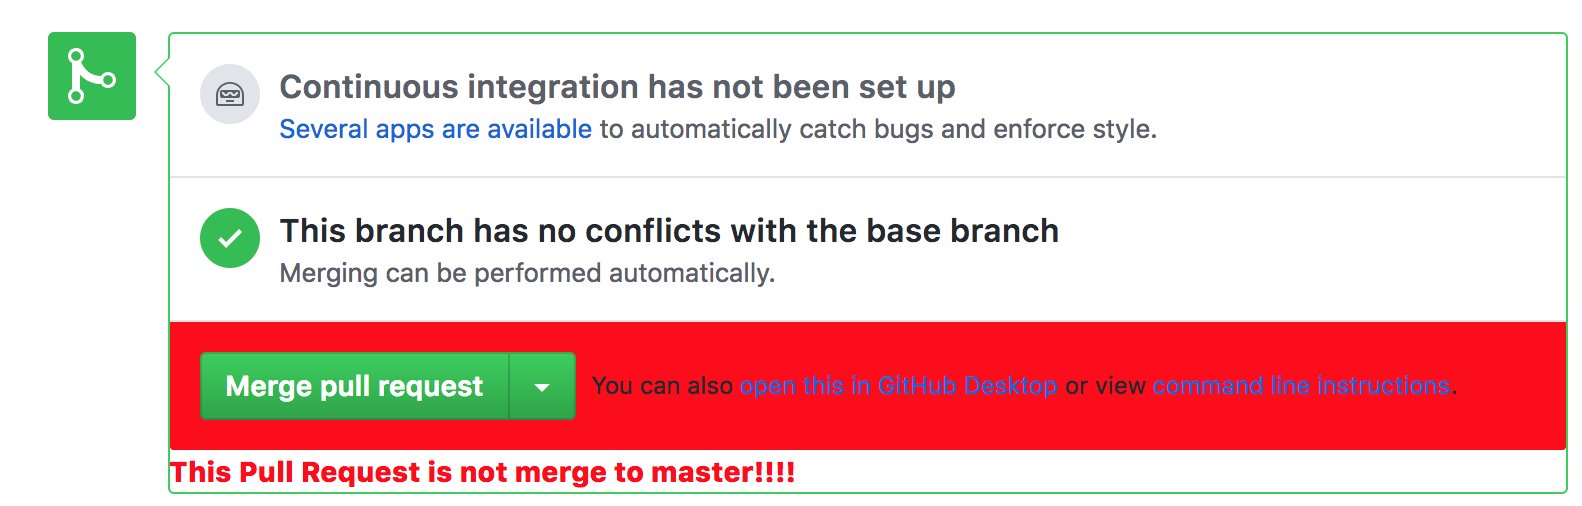 Continuous integration has not been set up
Several apps are available to automatically catch bugs and enforce style.
This branch has no conflicts with the base branch
Merging can be performed automatically.
Merge pull request You can also open this in GitHub Desktop or view command line instructions.
This Pull Request is not merge to master!!!!